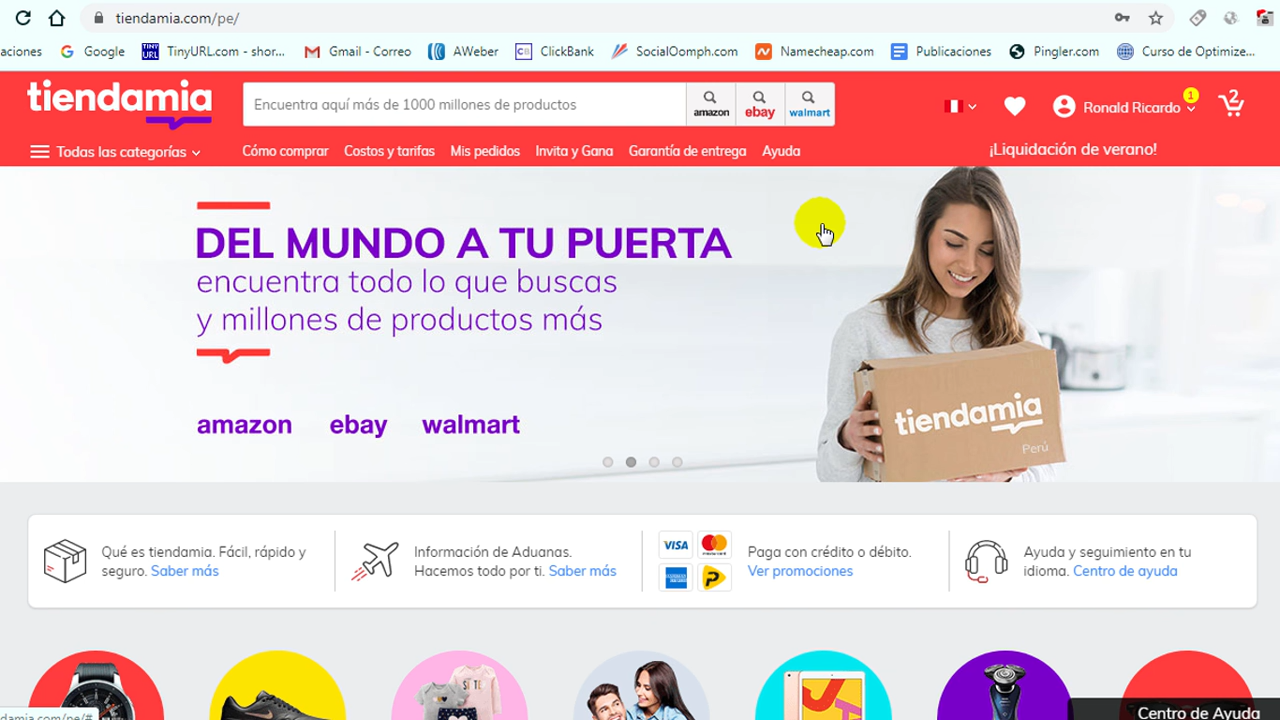 tiendamia.com/pe/
aciones
Google
TinyURL.com - shor...
Gmail - Correo
AWeber
ClickBank
SocialOomph.com
Namecheap.com
Publicaciones
Pingler.com
Curso de Optimize...
tiendamia
Encuentra aquí más de 1000 millones de productos
amazon
ebay
walmart
Ronald Ricardo
1
2
Todas las categorías
Cómo comprar
Costos y tarifas
Mis pedidos
Invita y Gana
Garantía de entrega
Ayuda
¡Liquidación de verano!
DEL MUNDO A TU PUERTA
encuentra todo lo que buscas
y millones de productos más
amazon
ebay
walmart
tiendamia
Perú
Qué es tiendamia. Fácil, rápido y
seguro. Saber más
Información de Aduanas.
Hacemos todo por ti. Saber más
VISA
Paga con crédito o débito.
Ver promociones
Ayuda y seguimiento en tu
idioma. Centro de ayuda
damia.com/pe/#
Centro de Ayuda